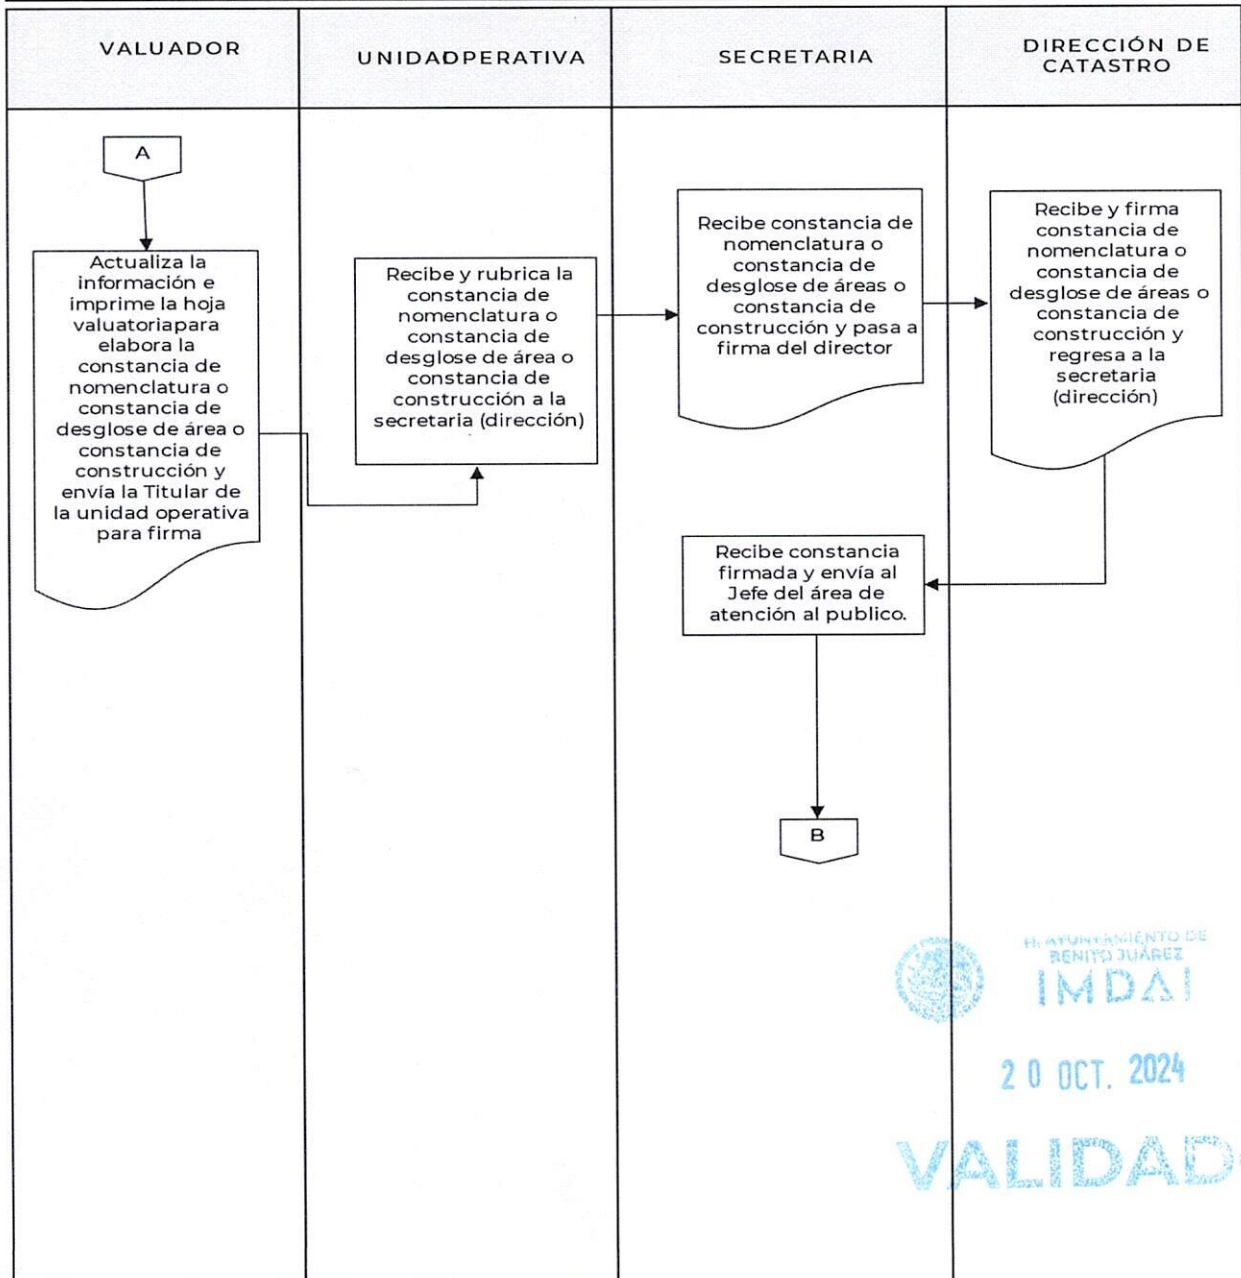 VALUADOR
UNIDADPERATIVA
SECRETARIA
DIRECCIÓN DE
CATASTRO
A
Actualiza la
información e
imprime la hoja
valuatoriapara
elabora la
constancia de
nomenclatura o
constancia de
desglose de área o
constancia de
construcción y
envía la Titular de
la unidad operativa
para firma
Recibe y rubrica la
constancia de
nomenclatura o
constancia de
desglose de área o
constancia de
construcción a la
secretaria (dirección)
Recibe constancia de
nomenclatura o
constancia de
desglose de áreas o
constancia de
construcción y pasa a
firma del director
Recibe y firma
constancia de
nomenclatura o
constancia de
desglose de áreas o
constancia de
construcción y
regresa a la
secretaria
(dirección)
Recibe constancia
firmada y envía al
Jefe del área de
atención al publico.
B
H. AYUNTAMIENTO DE
BENITO JUÁREZ
IMDAI
20 OCT. 2024
VALIDAD